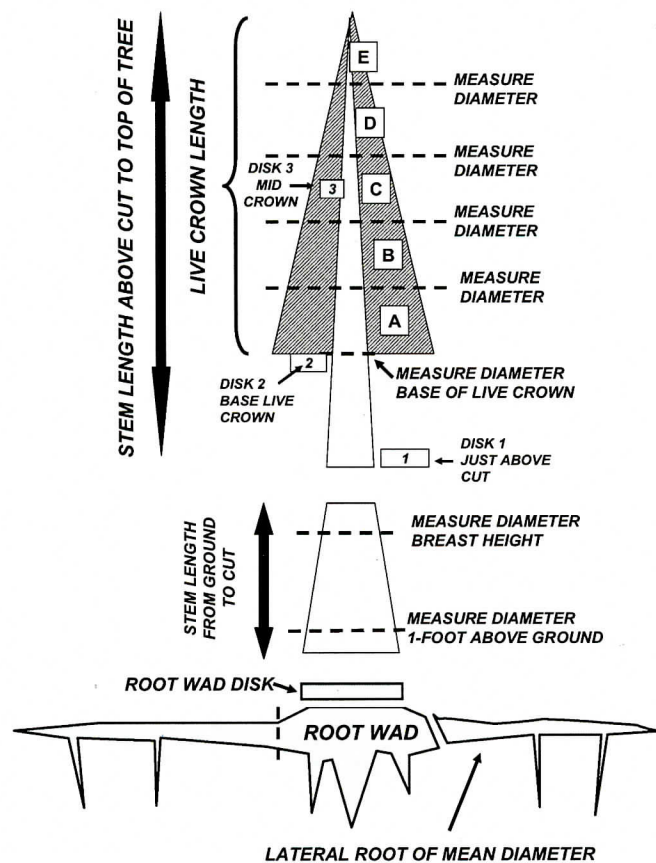 STEM LENGTH ABOVE CUT TO TOP OF TREE
LIVE CROWN LENGTH
E
MEASURE
DIAMETER
D
MEASURE
DIAMETER
DISK 3
MID
CROWN
3
C
MEASURE
DIAMETER
B
MEASURE
DIAMETER
A
2
DISK 2
BASE LIVE
CROWN
MEASURE DIAMETER
BASE OF LIVE CROWN
1
DISK 1
JUST ABOVE
CUT
STEM LENGTH
FROM GROUND
TO CUT
MEASURE DIAMETER
BREAST HEIGHT
MEASURE DIAMETER
1-FOOT ABOVE GROUND
ROOT WAD DISK
ROOT WAD
LATERAL ROOT OF MEAN DIAMETER